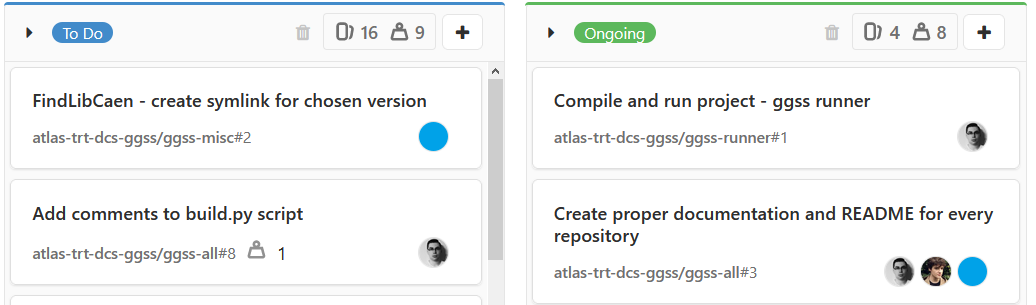 To Do 16 9
FindLibCaen - create symlink for chosen version
atlas-trt-dcs-ggss/ggss-misc#2
Add comments to build.py script
atlas-trt-dcs-ggss/ggss-all#8 1
Ongoing 4 8
Compile and run project - ggss runner
atlas-trt-dcs-ggss/ggss-runner#1
Create proper documentation and README for every
repository
atlas-trt-dcs-ggss/ggss-all#3